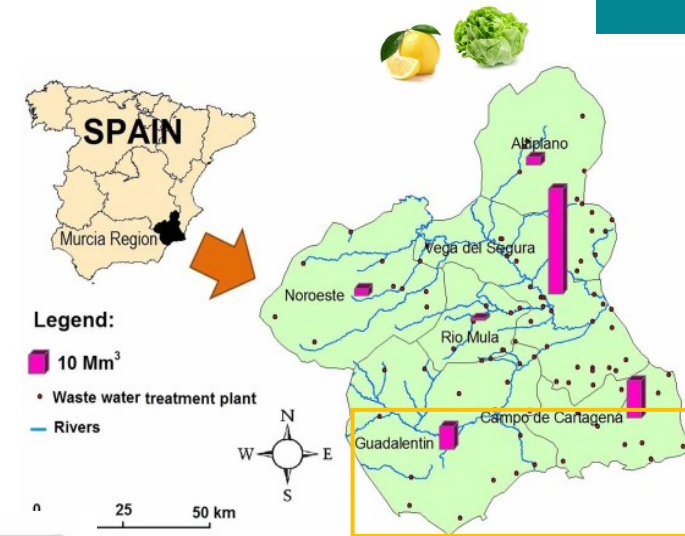 SPAIN
Murcia Region
Altiplano
Vega del Segura
Noroeste
Rio Mula
Campo de Cartagena
Guadalentin
Legend:
10 Mm³
Waste water treatment plant
Rivers
N
W E
S
0 25 50 km